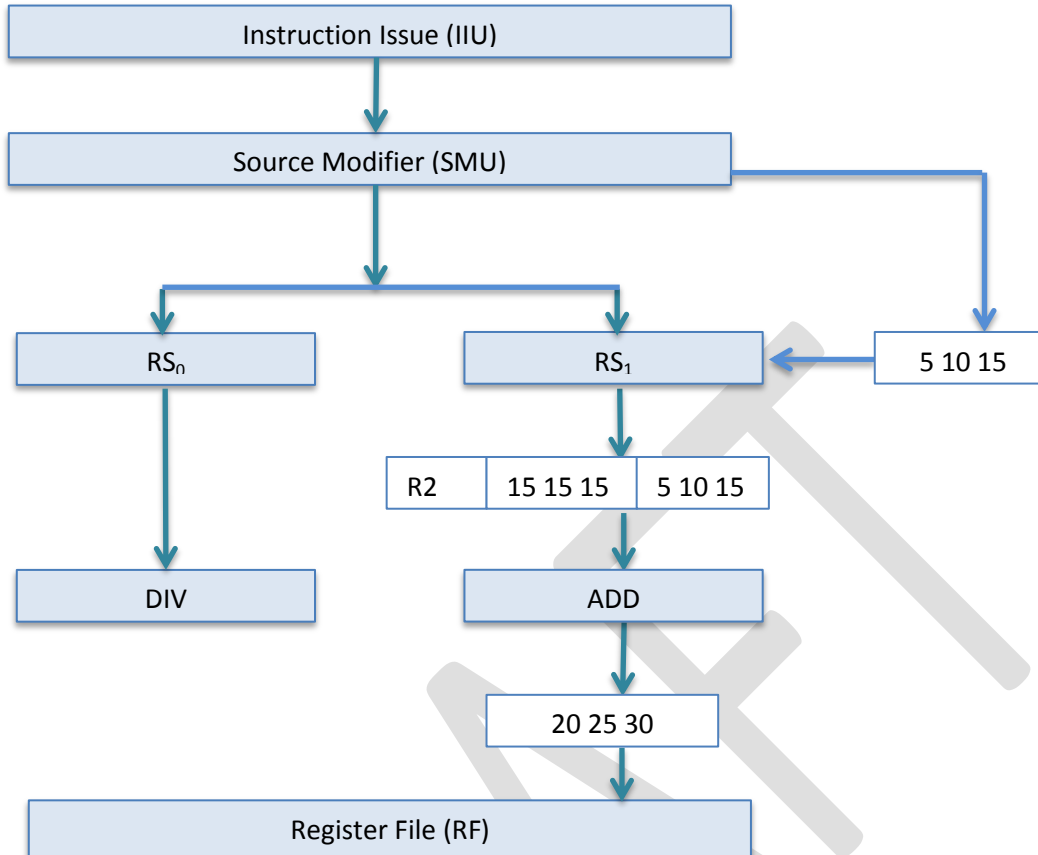 Instruction Issue (IIU)
Source Modifier (SMU)
RS₀
RS₁
5 10 15
R2
15 15 15
5 10 15
DIV
ADD
20 25 30
Register File (RF)